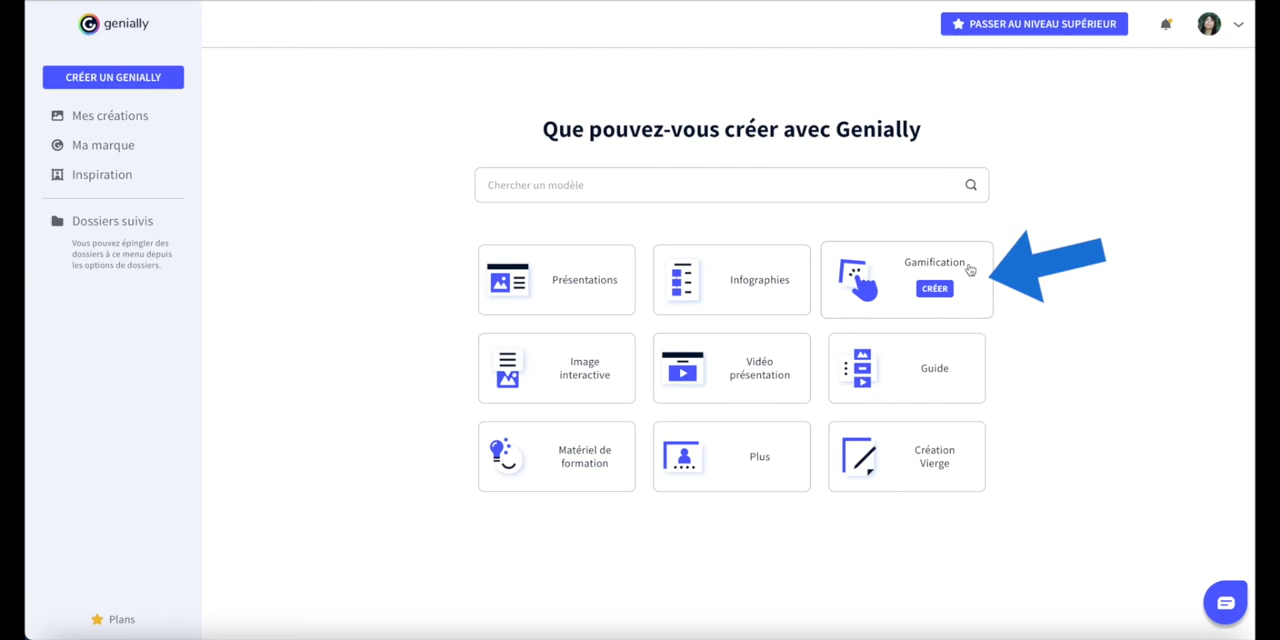 genially
PASSER AU NIVEAU SUPÉRIEUR
CRÉER UN GENIALLY
Mes créations
Ma marque
Inspiration
Dossiers suivis
Vous pouvez épingler des
dossiers à ce menu depuis
les options de dossiers.
Plans
Que pouvez-vous créer avec Genially
Chercher un modèle
Présentations
Infographies
Gamification
CRÉER
Image
interactive
Vidéo
présentation
Guide
Matériel de
formation
Plus
Création
Vierge